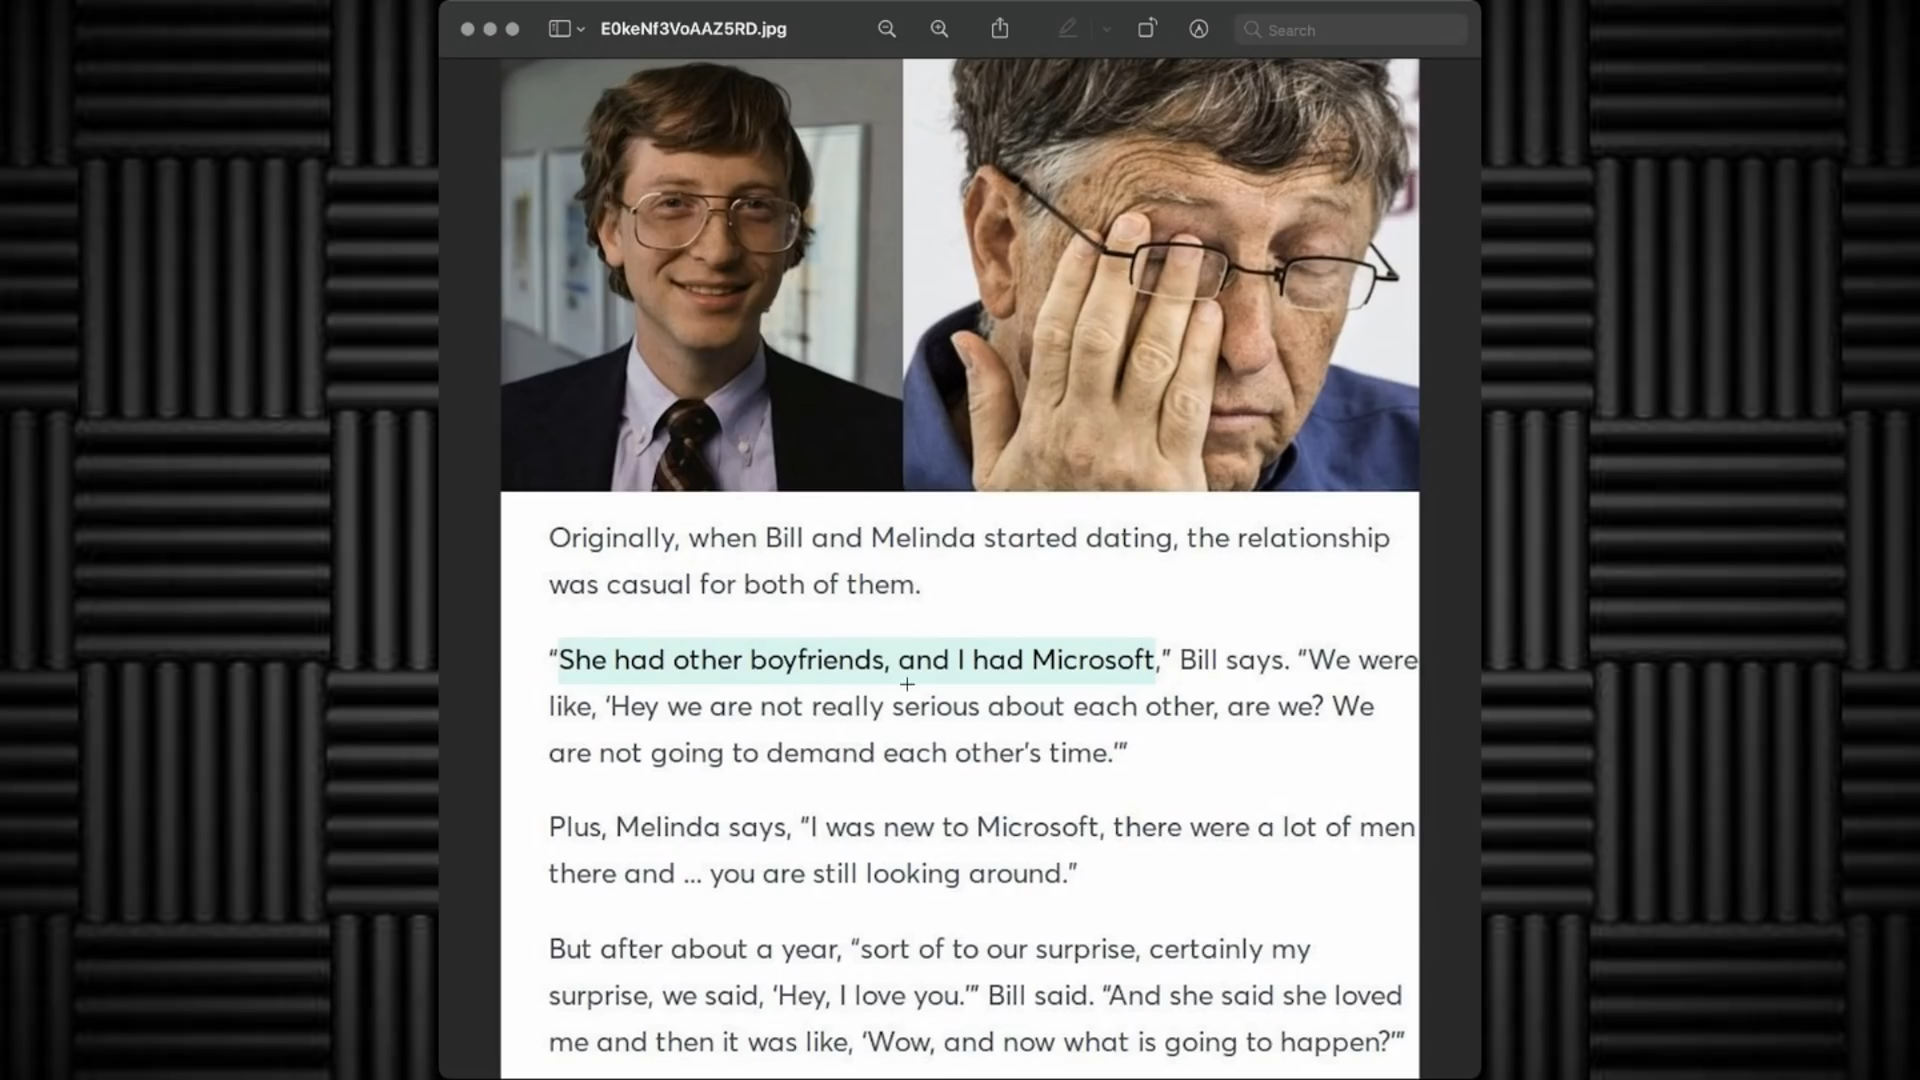 E0keNf3VoAAZ5RD.jpg
Search
Originally, when Bill and Melinda started dating, the relationship
was casual for both of them.
“She had other boyfriends, and I had Microsoft,” Bill says. “We were
like, ‘Hey we are not really serious about each other, are we? We
are not going to demand each other’s time.’”
Plus, Melinda says, “I was new to Microsoft, there were a lot of men
there and ... you are still looking around.”
But after about a year, “sort of to our surprise, certainly my
surprise, we said, ‘Hey, I love you.’” Bill said. “And she said she loved
me and then it was like, ‘Wow, and now what is going to happen?’”